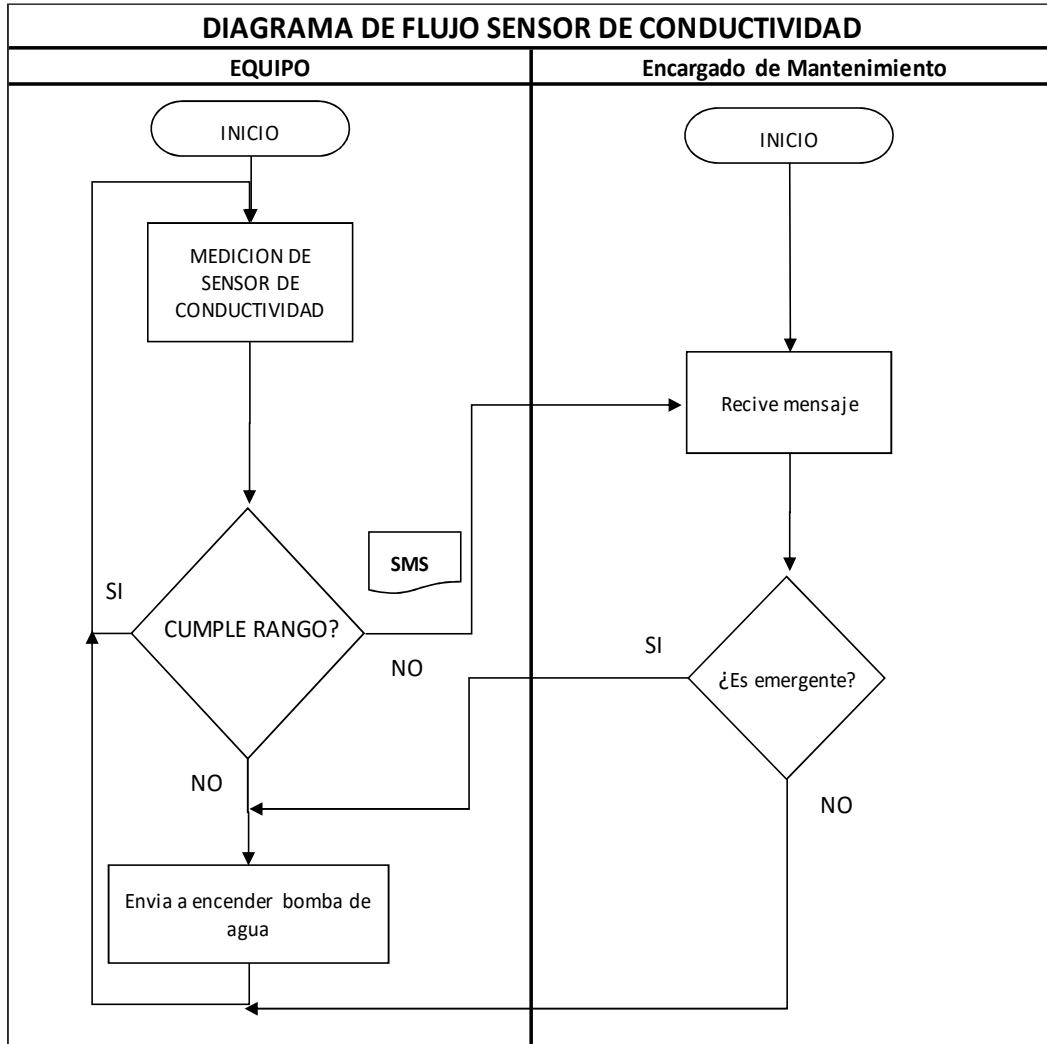 DIAGRAMA DE FLUJO SENSOR DE CONDUCTIVIDAD
EQUIPO
Encargado de Mantenimiento
INICIO
INICIO
MEDICION DE
SENSOR DE
CONDUCTIVIDAD
Recive mensaje
SMS
SI
CUMPLE RANGO?
NO
SI
¿Es emergente?
NO
NO
Envia a encender bomba de
agua